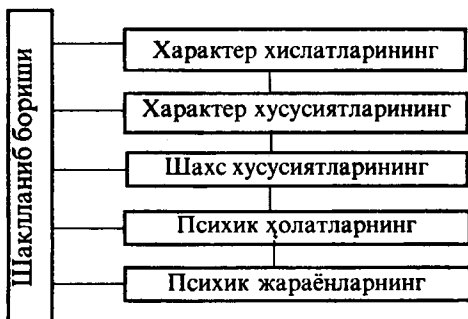 Шаклланиб бориши
Характер хислатларининг
Характер хусусиятларининг
Шахс хусусиятларининг
Психик ҳолатларнинг
Психик жараёнларнинг